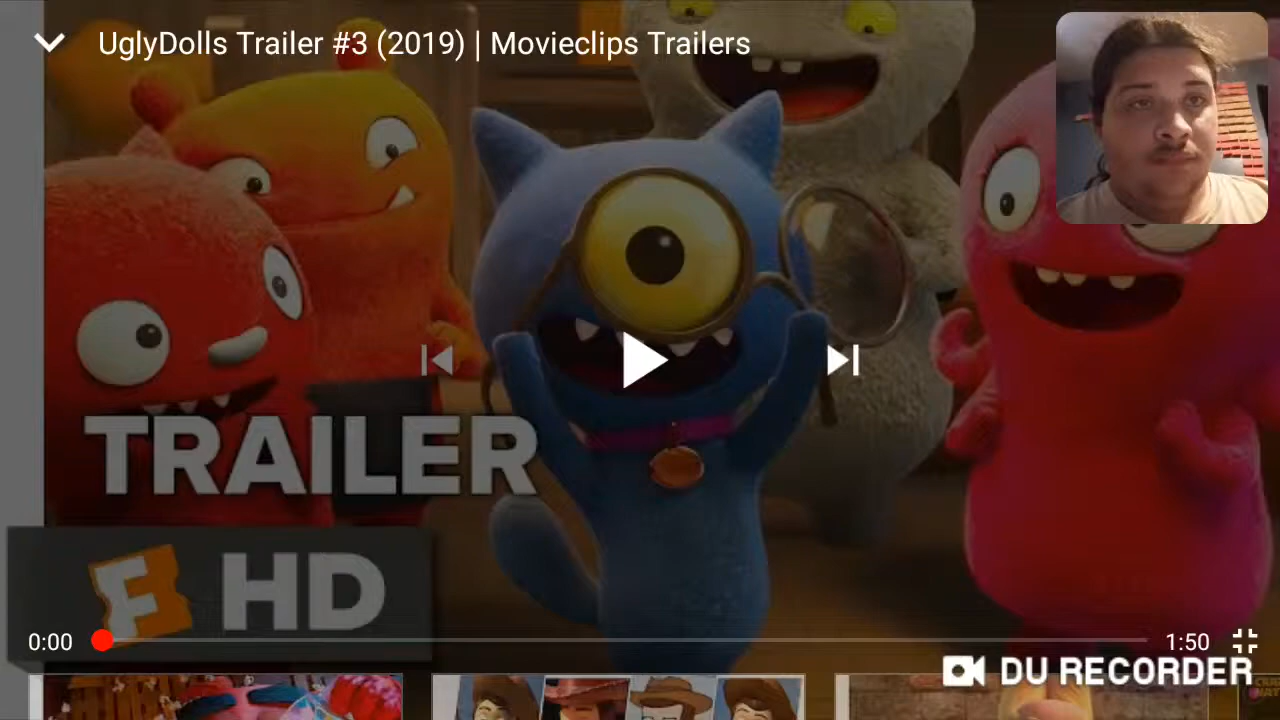 UglyDolls Trailer #3 (2019) | Movieclips Trailers
TRAILER
F HD
0:00
1:50
DU RECORDER